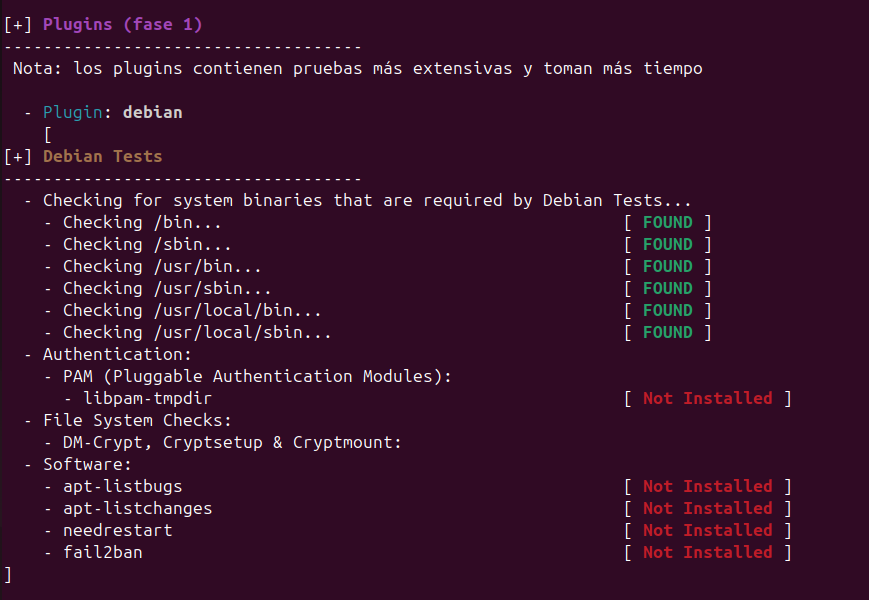 [+] Plugins (fase 1)
------------------------------------
 Nota: los plugins contienen pruebas más extensivas y toman más tiempo
  - Plugin: debian
    [
[+] Debian Tests
------------------------------------
  - Checking for system binaries that are required by Debian Tests...
    - Checking /bin...                                        [ FOUND ]
    - Checking /sbin...                                       [ FOUND ]
    - Checking /usr/bin...                                    [ FOUND ]
    - Checking /usr/sbin...                                   [ FOUND ]
    - Checking /usr/local/bin...                              [ FOUND ]
    - Checking /usr/local/sbin...                             [ FOUND ]
  - Authentication:
    - PAM (Pluggable Authentication Modules):
      - libpam-tmpdir                                         [ Not Installed ]
  - File System Checks:
    - DM-Crypt, Cryptsetup & Cryptmount:
  - Software:
    - apt-listbugs                                            [ Not Installed ]
    - apt-listchanges                                         [ Not Installed ]
    - needrestart                                             [ Not Installed ]
    - fail2ban                                                [ Not Installed ]
]